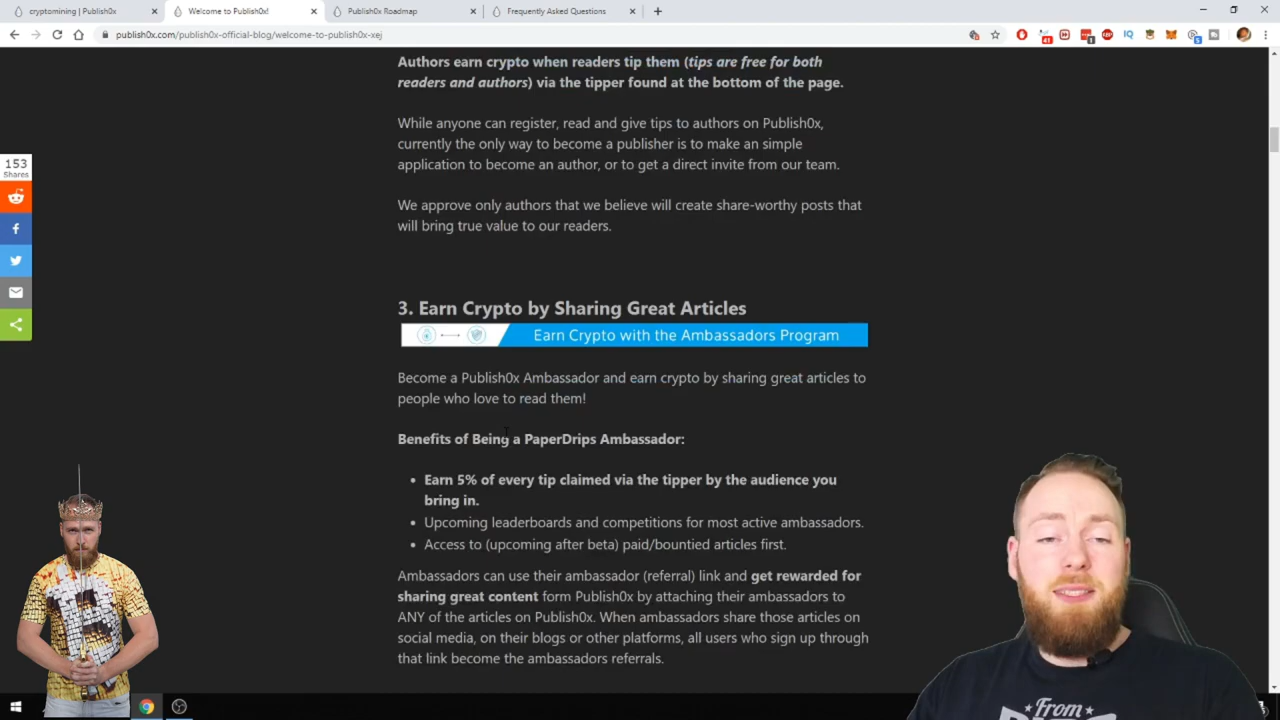 cryptomining | Publish0x
Welcome to Publish0x!
Publish0x Roadmap
Frequently Asked Questions
publish0x.com/publish0x-official-blog/welcome-to-publish0x-xej
153
Shares
Authors earn crypto when readers tip them (tips are free for both
readers and authors) via the tipper found at the bottom of the page.
While anyone can register, read and give tips to authors on Publish0x,
currently the only way to become a publisher is to make an simple
application to become an author, or to get a direct invite from our team.
We approve only authors that we believe will create share-worthy posts that
will bring true value to our readers.
3. Earn Crypto by Sharing Great Articles
Earn Crypto with the Ambassadors Program
Become a Publish0x Ambassador and earn crypto by sharing great articles to
people who love to read them!
Benefits of Being a PaperDrips Ambassador:
• Earn 5% of every tip claimed via the tipper by the audience you
bring in.
• Upcoming leaderboards and competitions for most active ambassadors.
• Access to (upcoming after beta) paid/bountied articles first.
Ambassadors can use their ambassador (referral) link and get rewarded for
sharing great content form Publish0x by attaching their ambassadors to
ANY of the articles on Publish0x. When ambassadors share those articles on
social media, on their blogs or other platforms, all users who sign up through
that link become the ambassadors referrals.
From